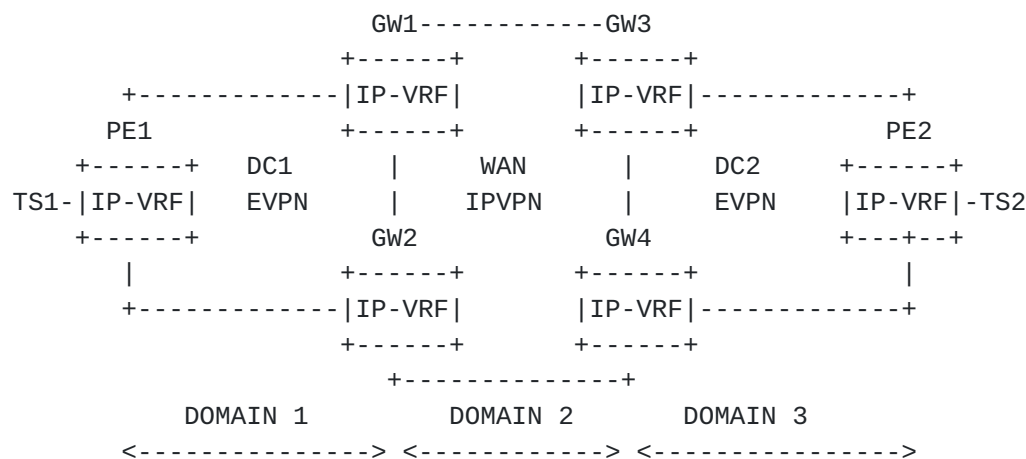 GW1------------GW3
                   +------+       +------+
      +-------------|IP-VRF|       |IP-VRF|-------------+
     PE1           +------+       +------+            PE2
   +------+   DC1      |     WAN      |     DC2      +------+
TS1-|IP-VRF|   EVPN     |    IPVPN     |     EVPN     |IP-VRF|-TS2
   +------+           GW2            GW4             +---+--+
      |            +------+       +------+               |
      +-------------|IP-VRF|       |IP-VRF|-------------+
                   +------+       +------+
                      +--------------+
          DOMAIN 1        DOMAIN 2      DOMAIN 3
      <---------------> <------------> <---------------->